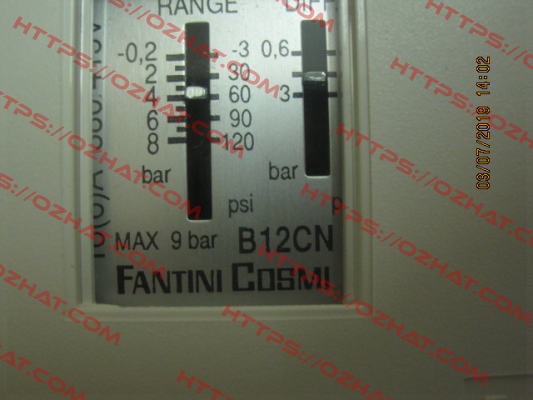 RANGE DIFF
-0,2 -3 0,6
2 30
4 60 3
6 90
8 120
bar bar
psi
MAX 9 bar B12CN
FANTINI COSMI
03/07/2019 14:02
HTTPS://OZHAT.COM